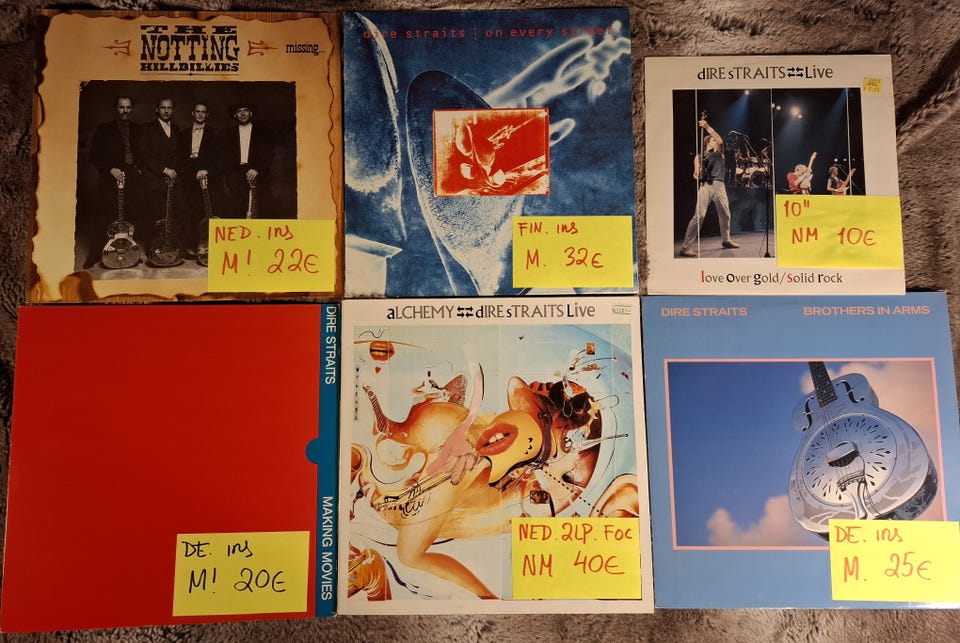 THE
NOTTING
HILLBILLIES
missing...
NED. ins
M! 22€
dire straits : on every street
FIN. ins
M. 32€
dIRE sTRAITS Live
10"
NM 10€
love over gold/solid rock
DIRE STRAITS
MAKING MOVIES
DE. ins
M! 20€
aLCHEMY dIRE sTRAITS Live
NED. 2LP. FOC
NM 40€
DIRE STRAITS
BROTHERS IN ARMS
DE. ins
M. 25€